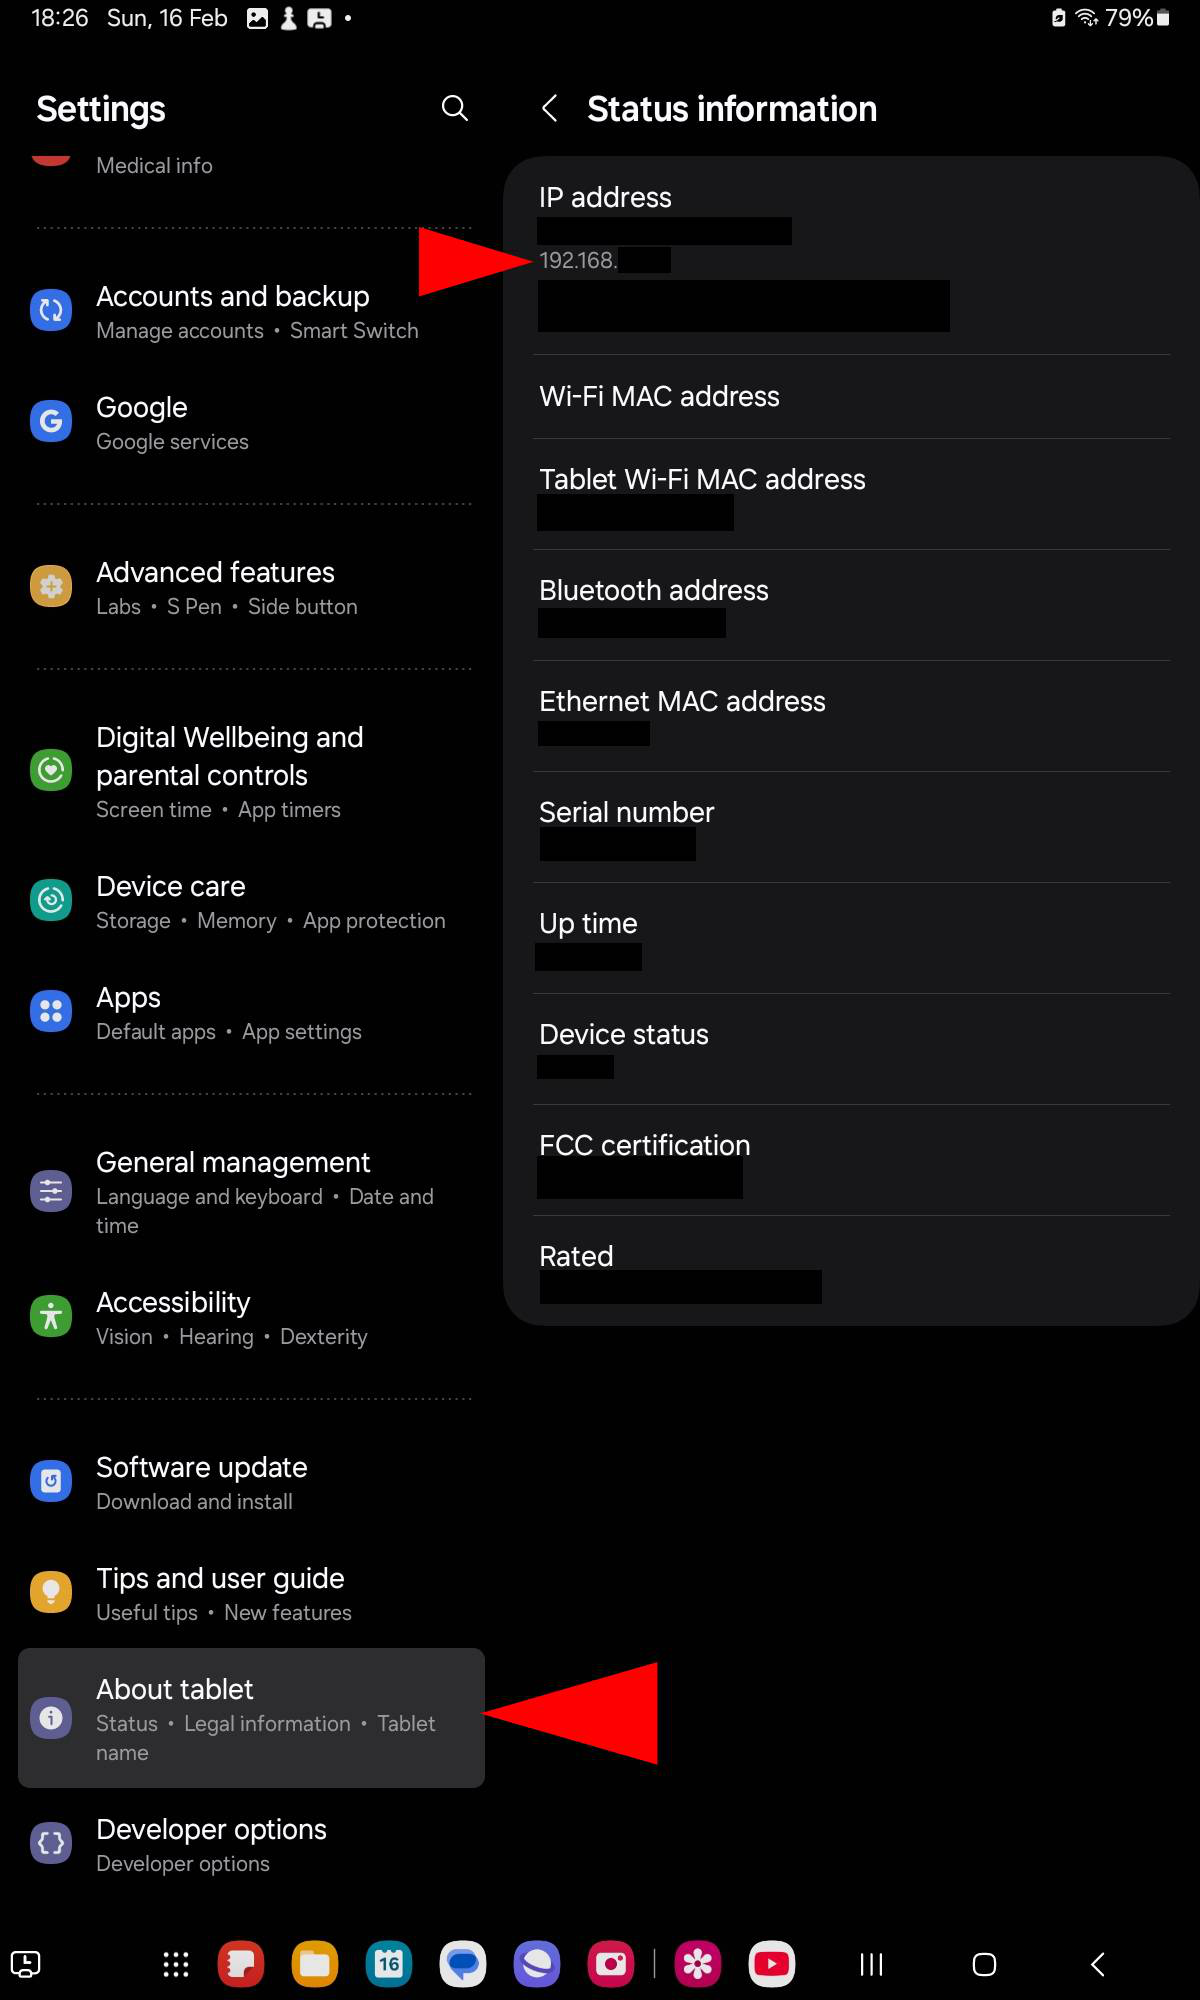 18:26 Sun, 16 Feb
79%
Settings
Medical info
Accounts and backup
Manage accounts • Smart Switch
Google
Google services
Advanced features
Labs • S Pen • Side button
Digital Wellbeing and
parental controls
Screen time • App timers
Device care
Storage • Memory • App protection
Apps
Default apps • App settings
General management
Language and keyboard • Date and
time
Accessibility
Vision • Hearing • Dexterity
Software update
Download and install
Tips and user guide
Useful tips • New features
About tablet
Status • Legal information • Tablet
name
Developer options
Developer options
Status information
IP address
192.168.
Wi-Fi MAC address
Tablet Wi-Fi MAC address
Bluetooth address
Ethernet MAC address
Serial number
Up time
Device status
FCC certification
Rated
16